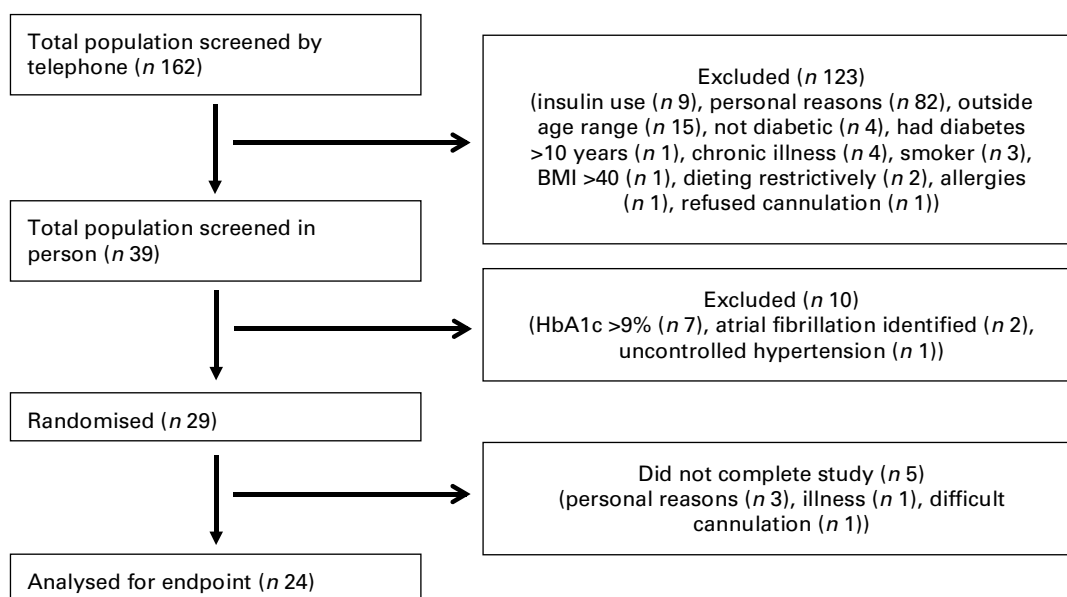 Total population screened by
telephone (n 162)
Excluded (n 123)
(insulin use (n 9), personal reasons (n 82), outside
age range (n 15), not diabetic (n 4), had diabetes
>10 years (n 1), chronic illness (n 4), smoker (n 3),
BMI >40 (n 1), dieting restrictively (n 2), allergies
(n 1), refused cannulation (n 1))
Total population screened in
person (n 39)
Excluded (n 10)
(HbA1c >9% (n 7), atrial fibrillation identified (n 2),
uncontrolled hypertension (n 1))
Randomised (n 29)
Did not complete study (n 5)
(personal reasons (n 3), illness (n 1), difficult
cannulation (n 1))
Analysed for endpoint (n 24)